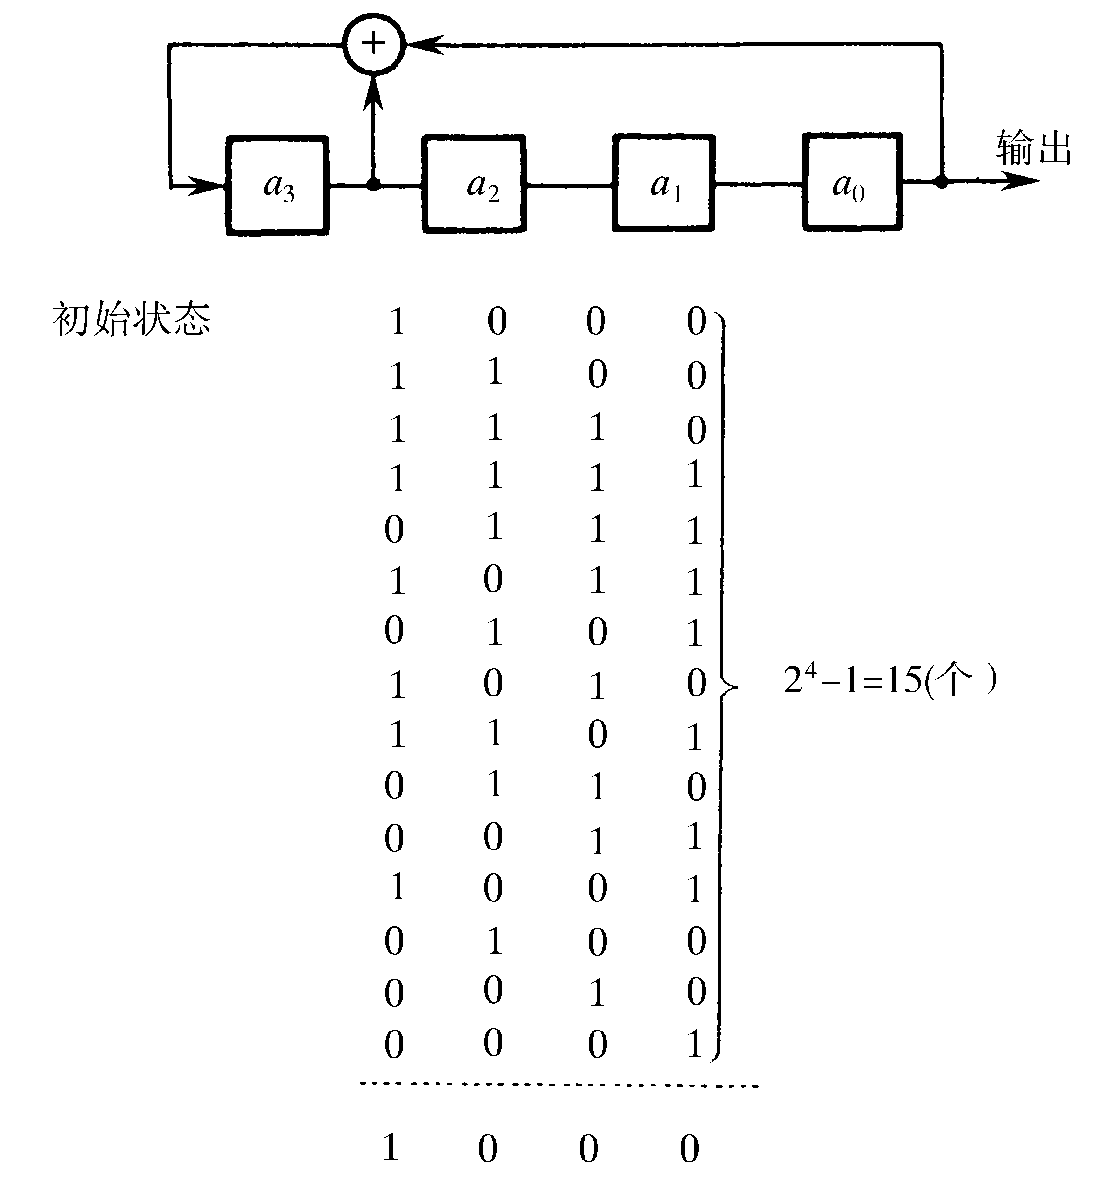 +
输出
a₃ a₂ a₁ a₀
初始状态 1 0 0 0
1 1 0 0
1 1 1 0
1 1 1 1
0 1 1 1
1 0 1 1
0 1 0 1
1 0 1 0 2⁴-1=15(个)
1 1 0 1
0 1 1 0
0 0 1 1
1 0 0 1
0 1 0 0
0 0 1 0
0 0 0 1
1 0 0 0